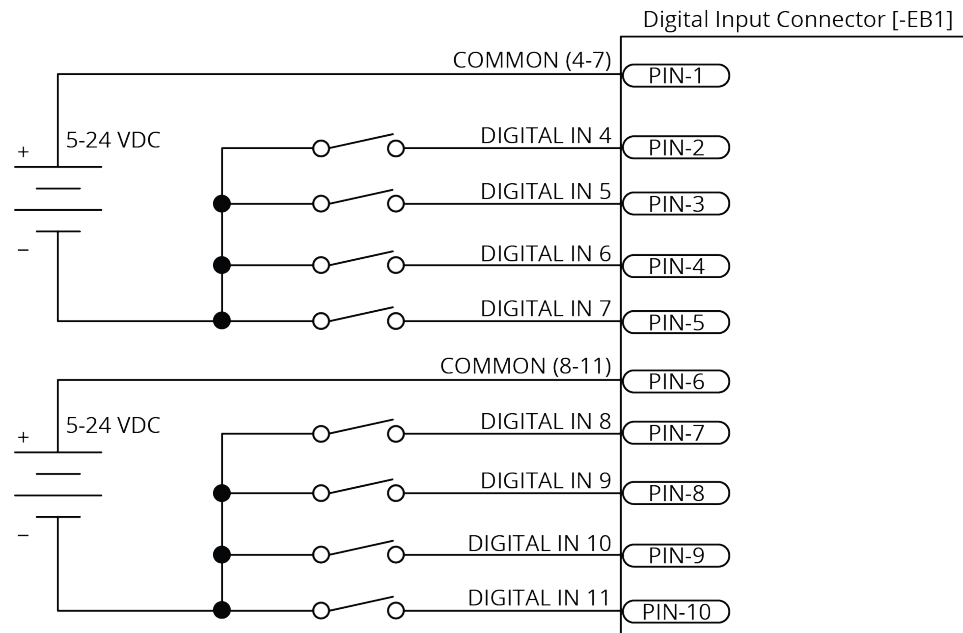 Digital Input Connector [-EB1]
COMMON (4-7)
PIN-1
5-24 VDC
+
DIGITAL IN 4
PIN-2
DIGITAL IN 5
PIN-3
−
DIGITAL IN 6
PIN-4
DIGITAL IN 7
PIN-5
COMMON (8-11)
PIN-6
5-24 VDC
+
DIGITAL IN 8
PIN-7
DIGITAL IN 9
PIN-8
−
DIGITAL IN 10
PIN-9
DIGITAL IN 11
PIN-10